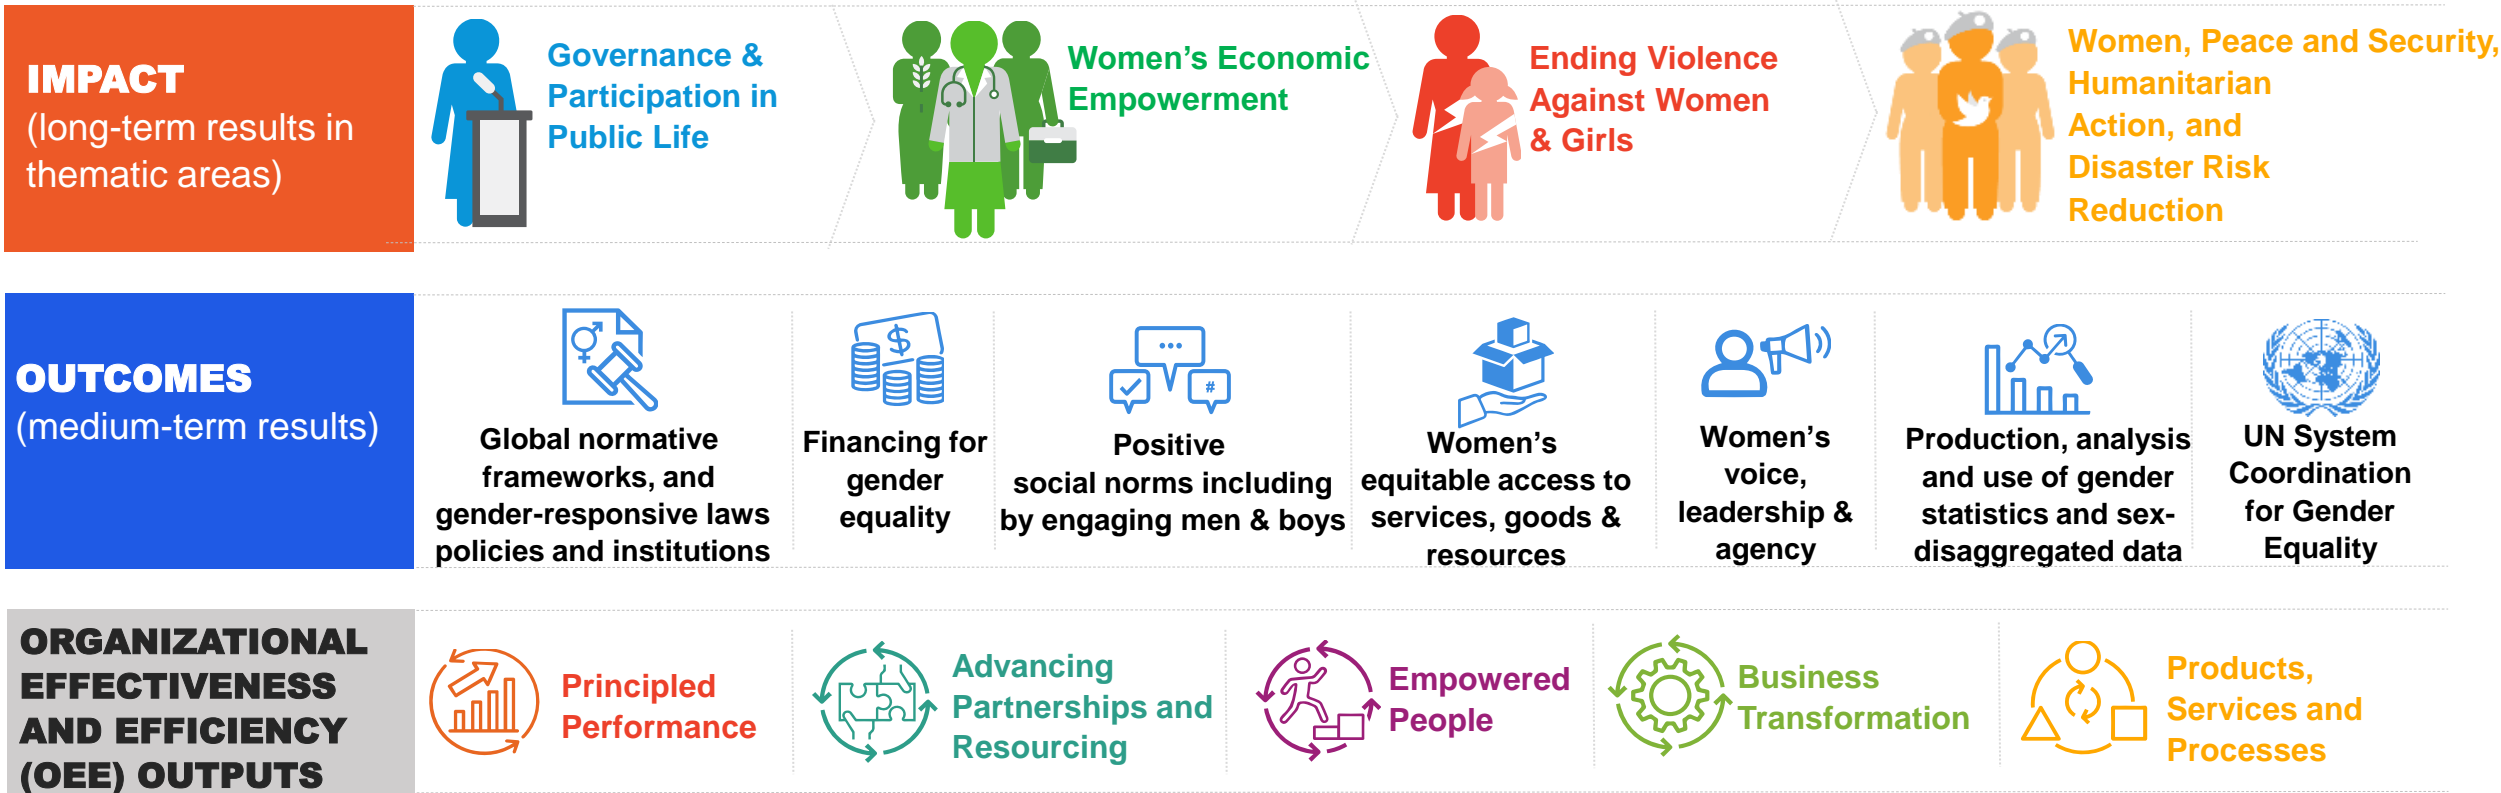 IMPACT
(long-term results in
thematic areas)
Governance &
Participation in
Public Life
Women's Economic
Empowerment
Ending Violence
Against Women
& Girls
Women, Peace and Security,
Humanitarian
Action, and
Disaster Risk
Reduction
OUTCOMES
(medium-term results)
$
Global normative
frameworks, and
gender-responsive laws
policies and institutions
Financing for
gender
equality
#
Positive
social norms including
by engaging men & boys
Women's
equitable access to
services, goods &
resources
Women's
voice,
leadership &
agency
Production, analysis
and use of gender
statistics and sex-
disaggregated data
UN System
Coordination
for Gender
Equality
ORGANIZATIONAL
EFFECTIVENESS
AND EFFICIENCY
(OEE) OUTPUTS
Principled
Performance
Advancing
Partnerships and
Resourcing
Empowered
People
Business
Transformation
Products,
Services and
Processes